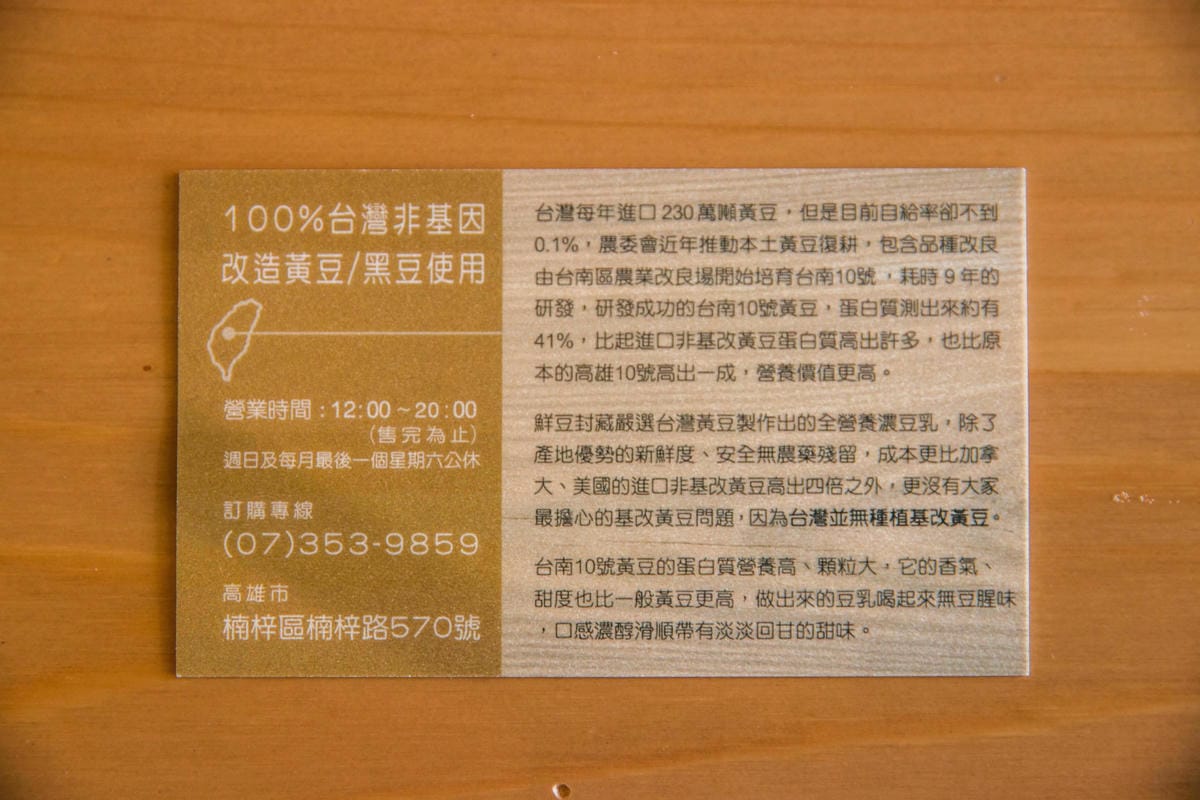 100%台灣非基因
改造黃豆/黑豆使用
營業時間：12:00～20:00
（售完為止）
週日及每月最後一個星期六公休
訂購專線
(07)353-9859
高雄市
楠梓區楠梓路570號
台灣每年進口230萬噸黃豆，但是目前自給率卻不到
0.1%，農委會近年推動本土黃豆復耕，包含品種改良
由台南區農業改良場開始培育台南10號，耗時9年的
研發，研發成功的台南10號黃豆，蛋白質測出來約有
41%，比起進口非基改黃豆蛋白質高出許多，也比原
本的高雄10號高出一成，營養價值更高。
鮮豆封藏嚴選台灣黃豆製作出的全營養濃豆乳，除了
產地優勢的新鮮度、安全無農藥殘留，成本更比加拿
大、美國的進口非基改黃豆高出四倍之外，更沒有大家
最擔心的基改黃豆問題，因為台灣並無種植基改黃豆。
台南10號黃豆的蛋白質營養高、顆粒大，它的香氣、
甜度也比一般黃豆更高，做出來的豆乳喝起來無豆腥味
，口感濃醇滑順帶有淡淡回甘的甜味。